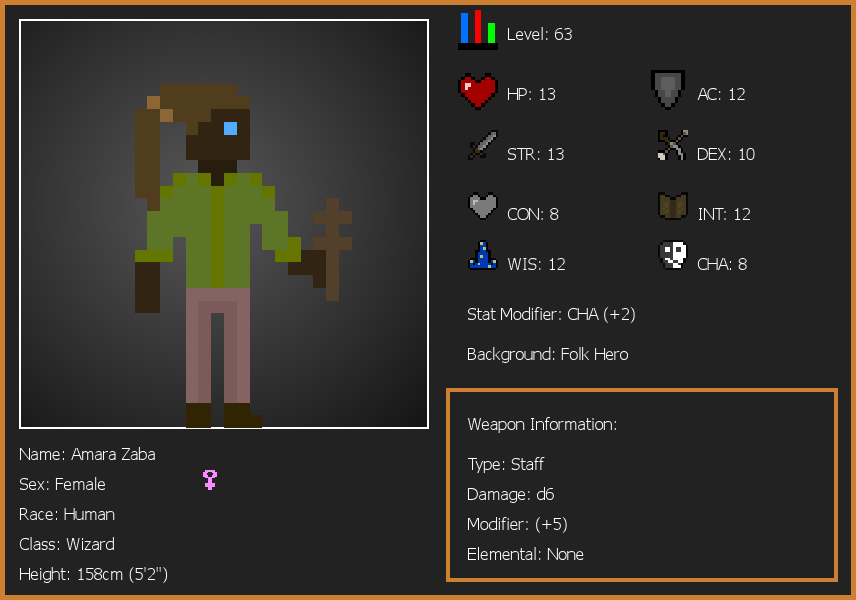 Level: 63
HP: 13
AC: 12
STR: 13
DEX: 10
CON: 8
INT: 12
WIS: 12
CHA: 8
Stat Modifier: CHA (+2)
Background: Folk Hero
Weapon Information:
Type: Staff
Damage: d6
Modifier: (+5)
Elemental: None
Name: Amara Zaba
Sex: Female
Race: Human
Class: Wizard
Height: 158cm (5'2")